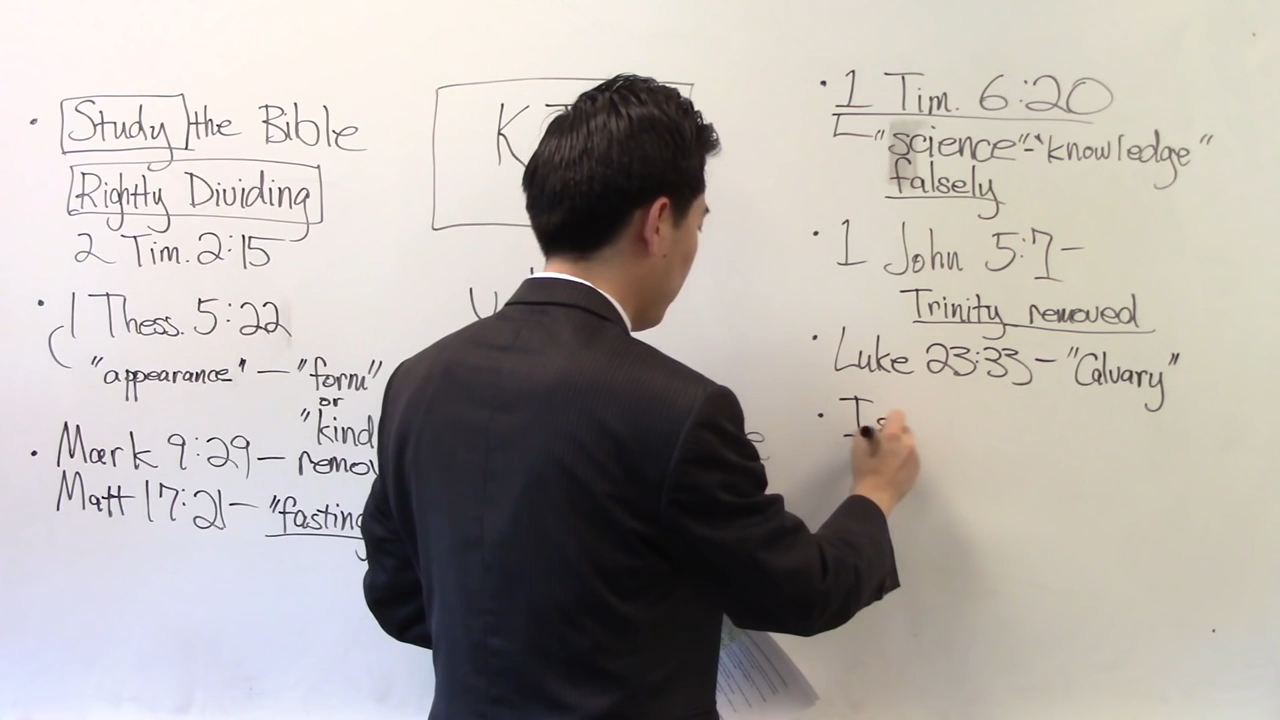 • Study the Bible
Rightly Dividing
2 Tim. 2:15
• 1 Thess. 5:22
"appearance" – "form"
or
"kind
• Mark 9:29 –
Matt 17:21 – "fasting
K
• 1 Tim. 6:20
"science" – "knowledge"
falsely
• 1 John 5:7 –
Trinity removed
• Luke 23:33 – "Calvary"
• Is